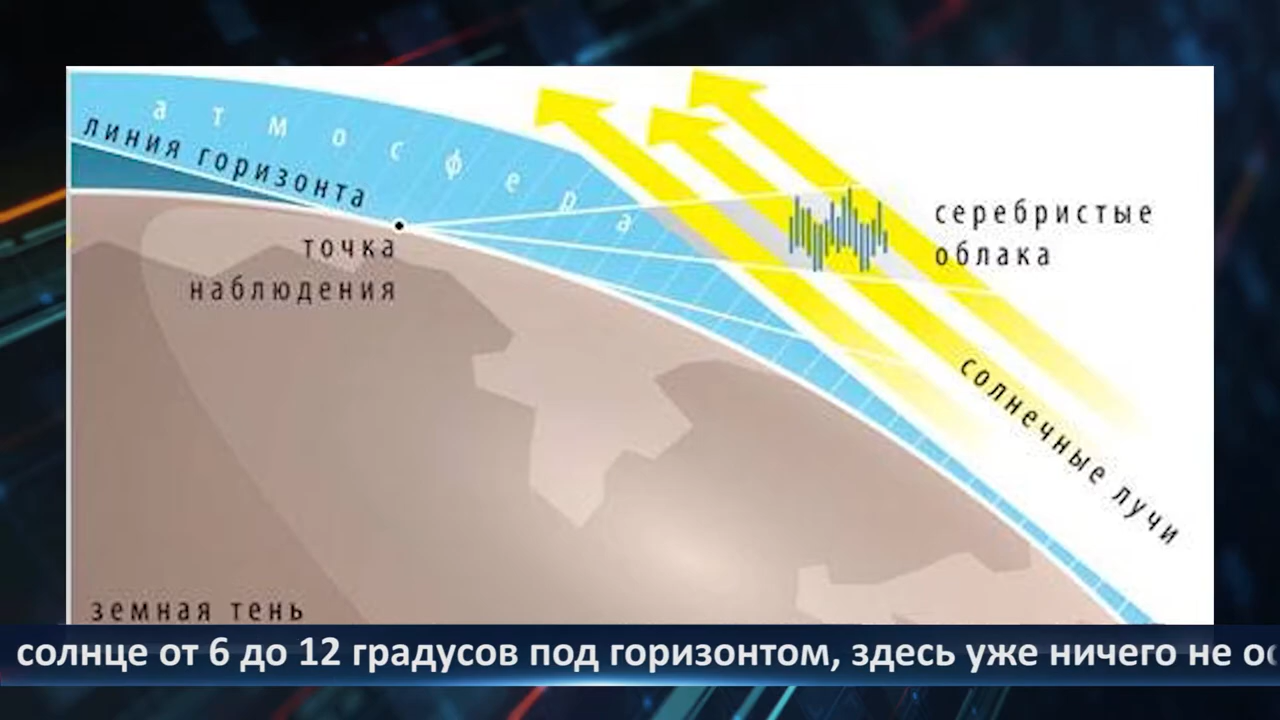 атмосфера
линия горизонта
точка
наблюдения
серебристые
облака
солнечные лучи
земная тень
солнце от 6 до 12 градусов под горизонтом, здесь уже ничего не